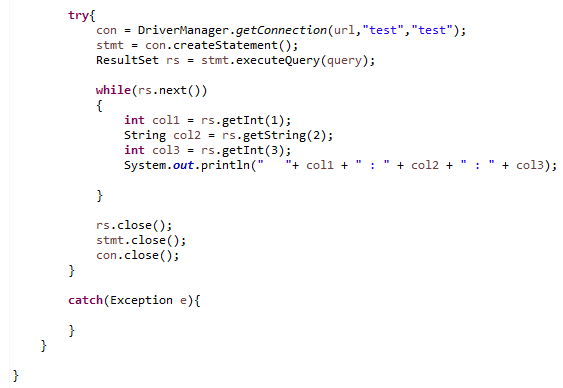 try{
con = DriverManager.getConnection(url,"test","test");
stmt = con.createStatement();
ResultSet rs = stmt.executeQuery(query);
while(rs.next())
{
int col1 = rs.getInt(1);
String col2 = rs.getString(2);
int col3 = rs.getInt(3);
System.out.println("   "+ col1 + " : " + col2 + " : " + col3);
}
rs.close();
stmt.close();
con.close();
}
catch(Exception e){
}
}
}